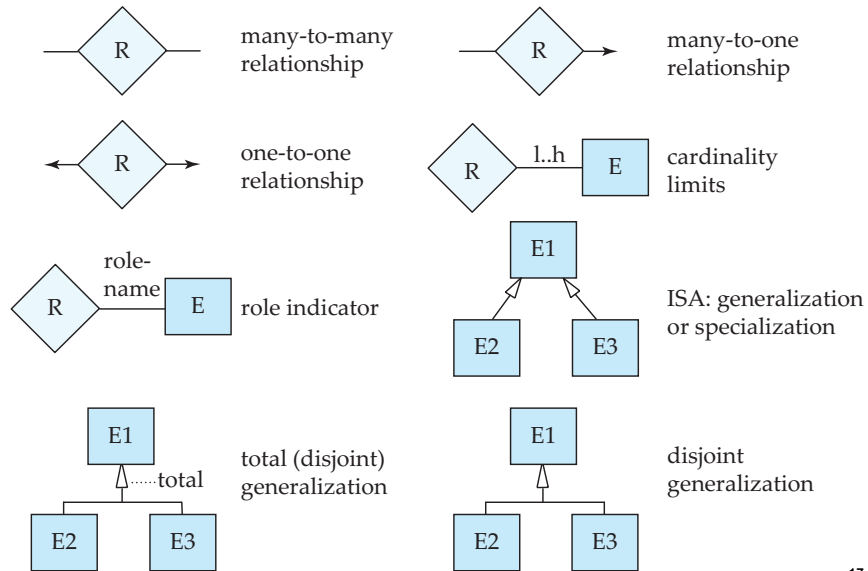 R
many-to-many
relationship
R
many-to-one
relationship
R
one-to-one
relationship
R
l..h
E
cardinality
limits
R
role-
name
E
role indicator
E1
E2
E3
ISA: generalization
or specialization
E1
total
E2
E3
total (disjoint)
generalization
E1
E2
E3
disjoint
generalization